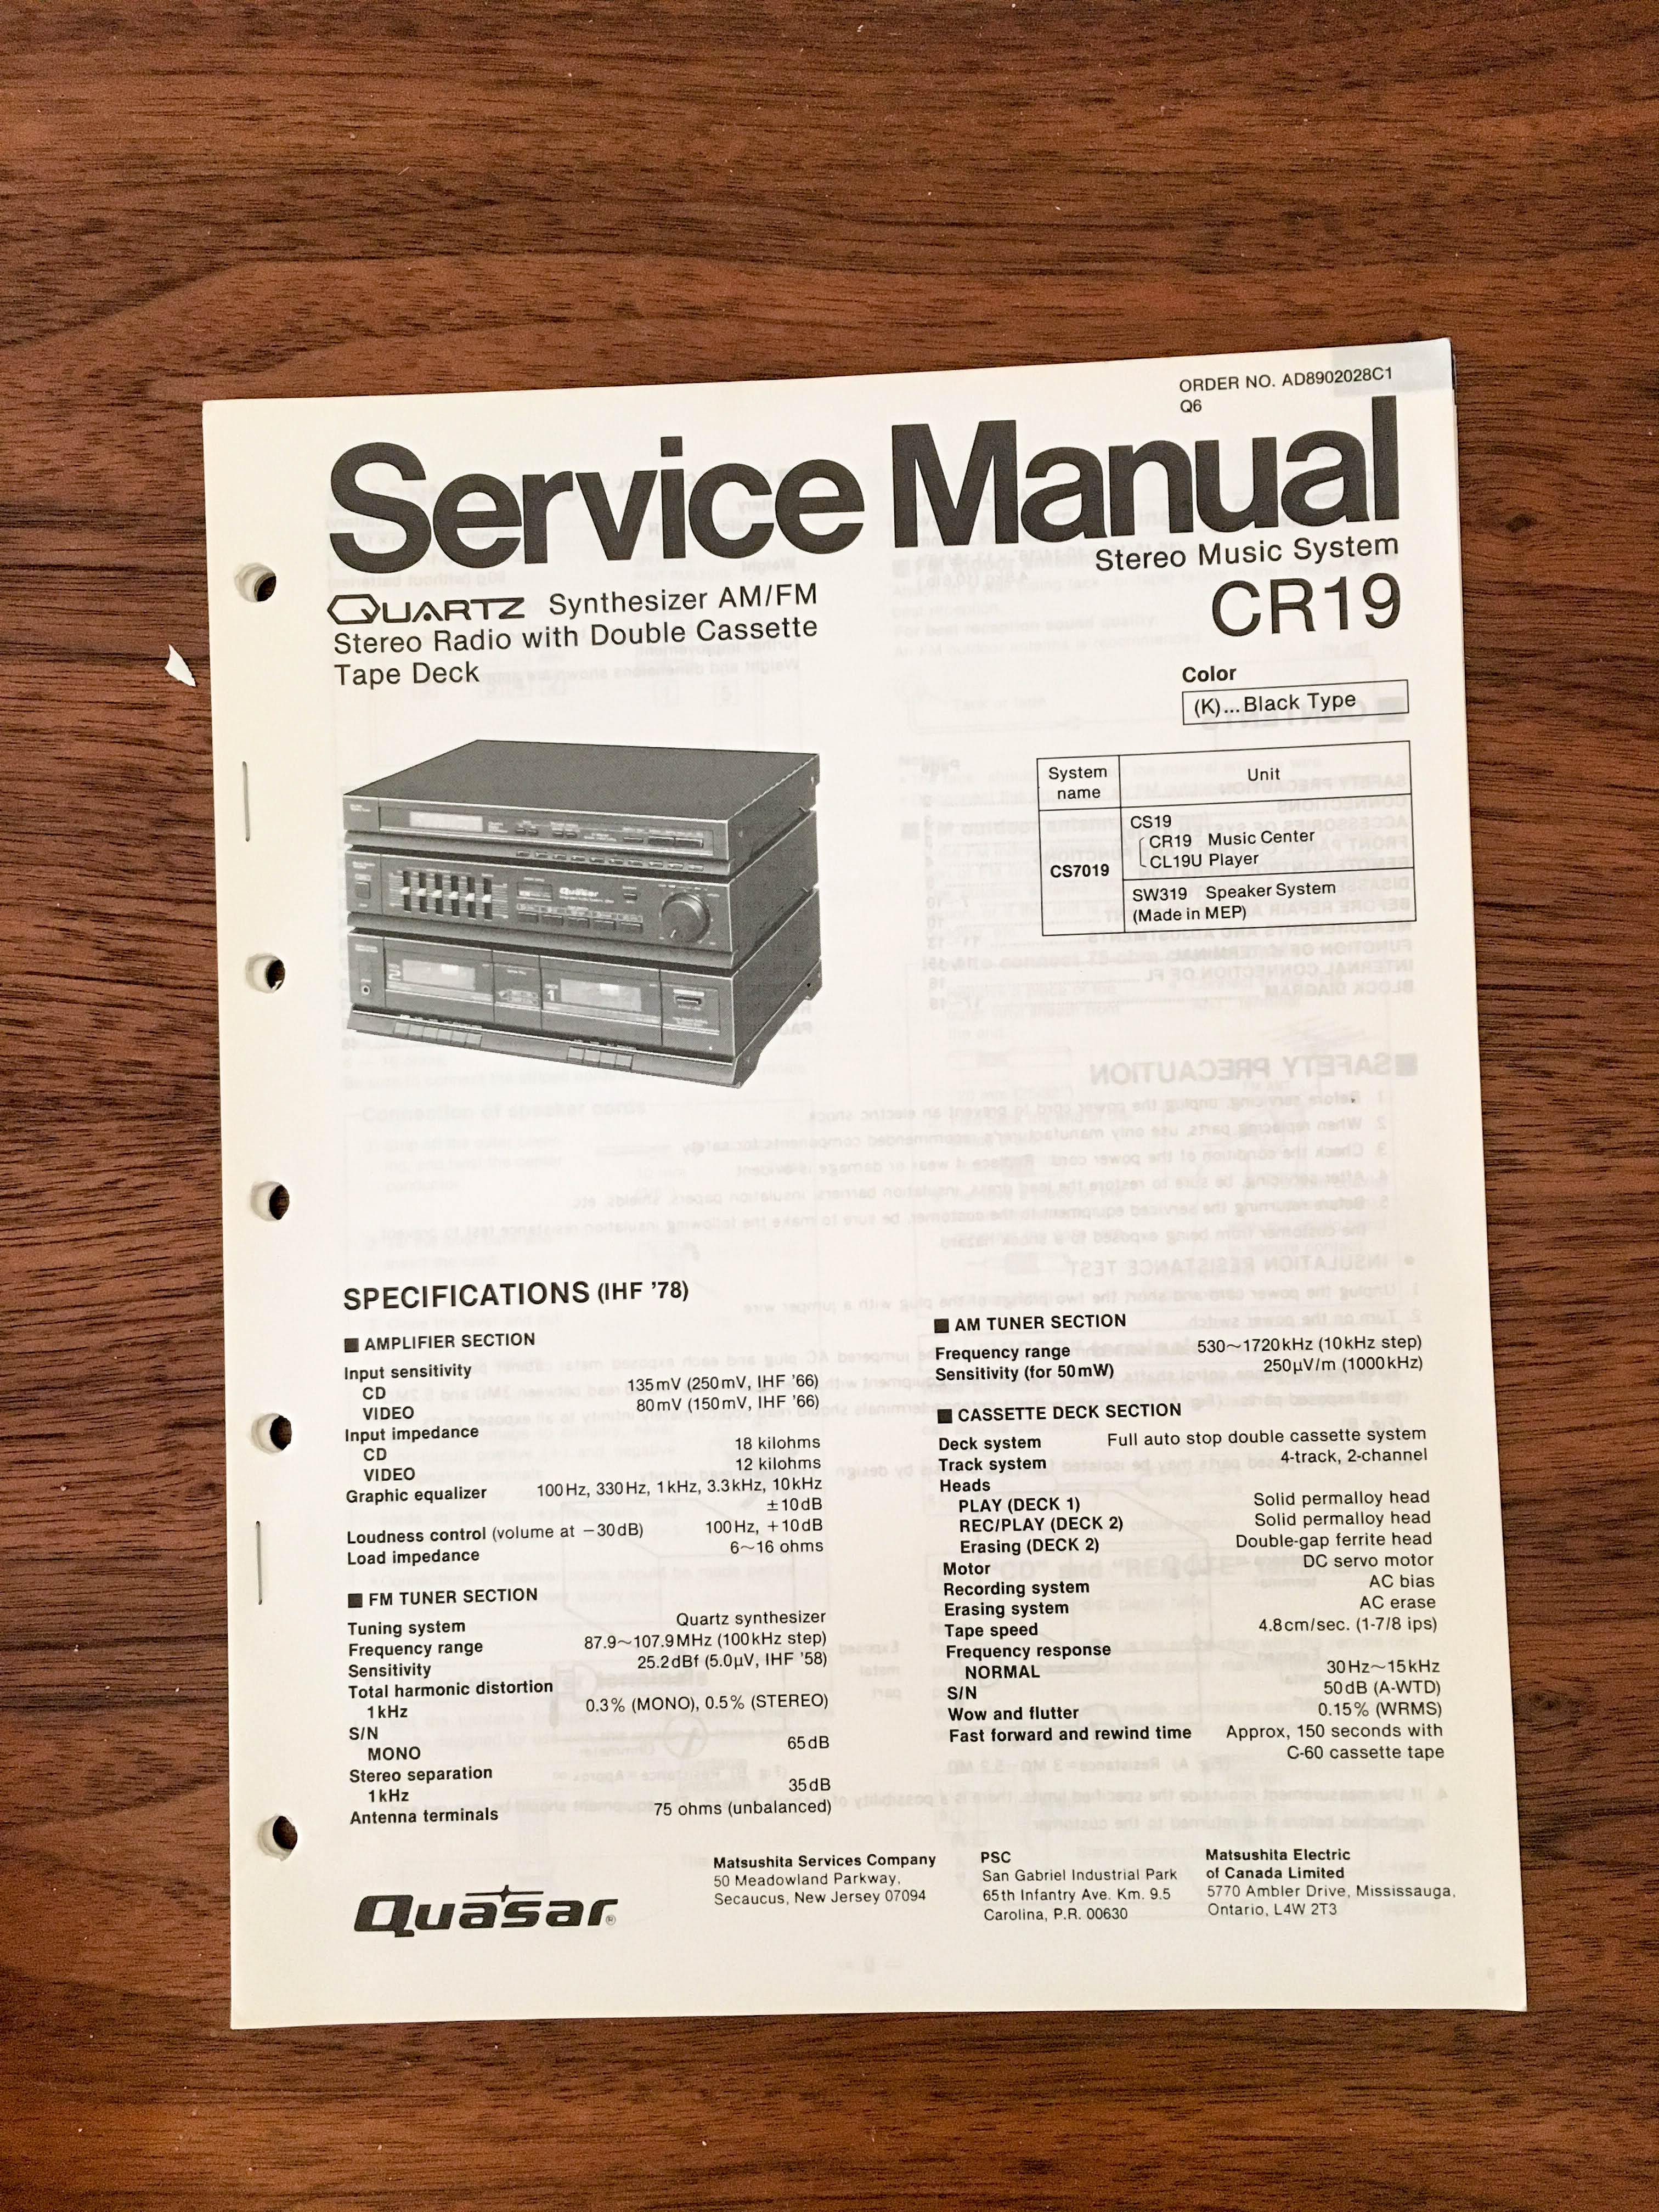 ORDER NO. AD8902028C1
Q6
Service Manual
Stereo Music System
CR19
QUARTZ Synthesizer AM/FM
Stereo Radio with Double Cassette
Tape Deck
Color
(K)...Black Type
System name
Unit
CS7019
CS19
CR19 Music Center
CL19U Player
SW319 Speaker System
(Made in MEP)
Quasar
2
1
SPECIFICATIONS (IHF '78)
■ AMPLIFIER SECTION
Input sensitivity
CD 135mV (250mV, IHF '66)
VIDEO 80mV (150mV, IHF '66)
Input impedance
CD 18 kilohms
VIDEO 12 kilohms
Graphic equalizer 100Hz, 330Hz, 1kHz, 3.3kHz, 10kHz
±10dB
Loudness control (volume at −30dB) 100Hz, +10dB
Load impedance 6~16 ohms
■ FM TUNER SECTION
Tuning system Quartz synthesizer
Frequency range 87.9~107.9MHz (100kHz step)
Sensitivity 25.2dBf (5.0µV, IHF '58)
Total harmonic distortion
1kHz 0.3% (MONO), 0.5% (STEREO)
S/N
MONO 65dB
Stereo separation
1kHz 35dB
Antenna terminals 75 ohms (unbalanced)
■ AM TUNER SECTION
Frequency range 530~1720kHz (10kHz step)
Sensitivity (for 50mW) 250µV/m (1000kHz)
■ CASSETTE DECK SECTION
Deck system Full auto stop double cassette system
Track system 4-track, 2-channel
Heads
PLAY (DECK 1) Solid permalloy head
REC/PLAY (DECK 2) Solid permalloy head
Erasing (DECK 2) Double-gap ferrite head
Motor DC servo motor
Recording system AC bias
Erasing system AC erase
Tape speed 4.8cm/sec. (1-7/8 ips)
Frequency response
NORMAL 30Hz~15kHz
S/N 50dB (A-WTD)
Wow and flutter 0.15% (WRMS)
Fast forward and rewind time Approx, 150 seconds with
C-60 cassette tape
Quasar®
Matsushita Services Company
50 Meadowland Parkway,
Secaucus, New Jersey 07094
PSC
San Gabriel Industrial Park
65th Infantry Ave. Km. 9.5
Carolina, P.R. 00630
Matsushita Electric
of Canada Limited
5770 Ambler Drive, Mississauga,
Ontario, L4W 2T3